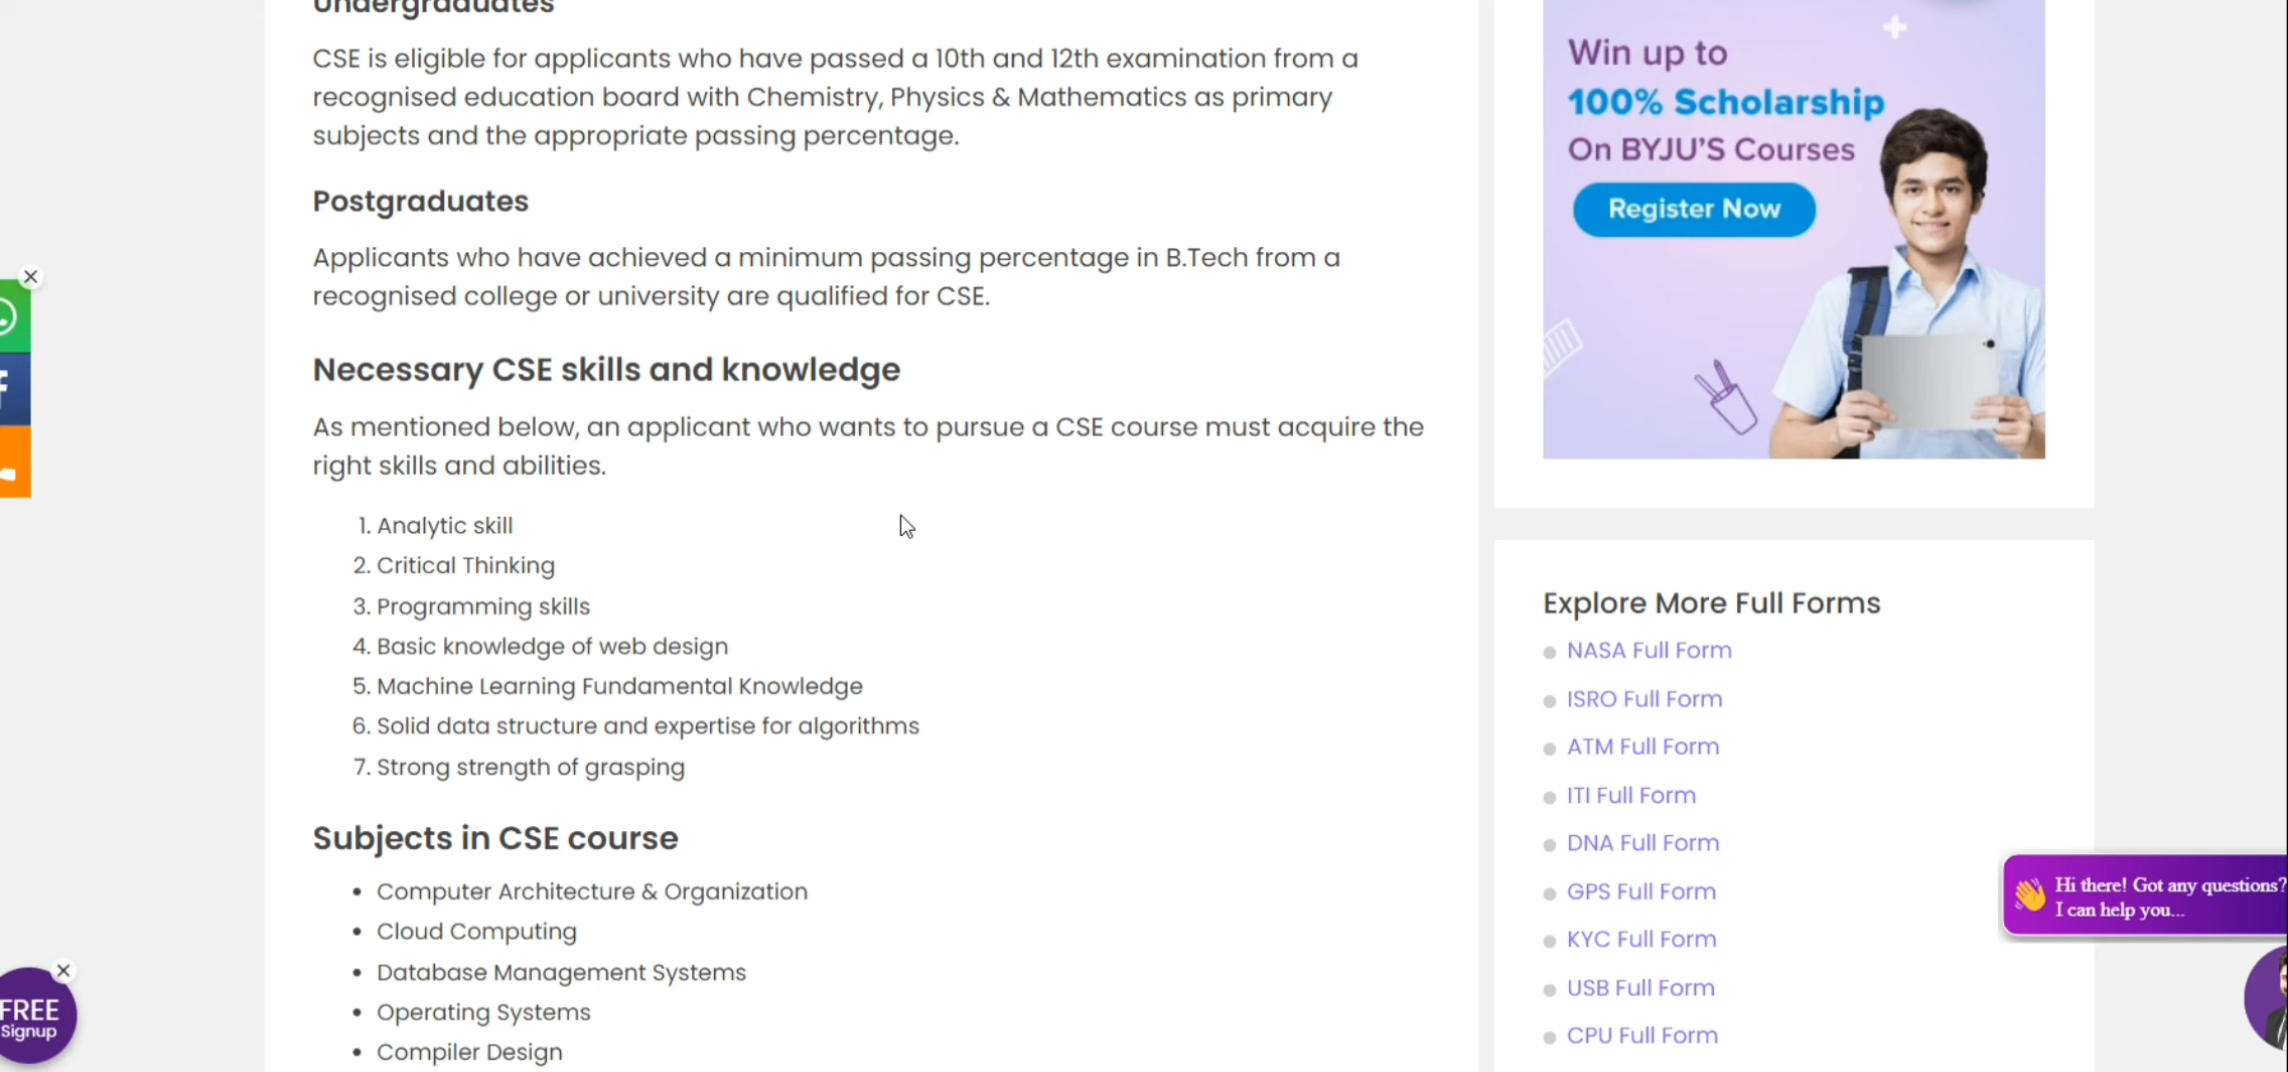 Undergraduates
CSE is eligible for applicants who have passed a 10th and 12th examination from a
recognised education board with Chemistry, Physics & Mathematics as primary
subjects and the appropriate passing percentage.
Postgraduates
Applicants who have achieved a minimum passing percentage in B.Tech from a
recognised college or university are qualified for CSE.
Necessary CSE skills and knowledge
As mentioned below, an applicant who wants to pursue a CSE course must acquire the
right skills and abilities.
1. Analytic skill
2. Critical Thinking
3. Programming skills
4. Basic knowledge of web design
5. Machine Learning Fundamental Knowledge
6. Solid data structure and expertise for algorithms
7. Strong strength of grasping
Subjects in CSE course
• Computer Architecture & Organization
• Cloud Computing
• Database Management Systems
• Operating Systems
• Compiler Design
Win up to
100% Scholarship
On BYJU'S Courses
Register Now
Explore More Full Forms
NASA Full Form
ISRO Full Form
ATM Full Form
ITI Full Form
DNA Full Form
GPS Full Form
KYC Full Form
USB Full Form
CPU Full Form
Hi there! Got any questions?
I can help you...
FREE
Signup